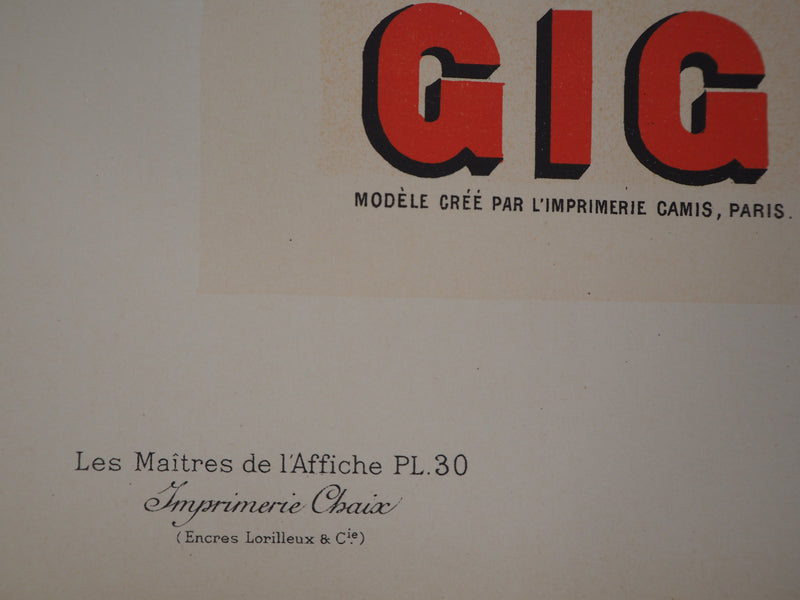 GIG
MODÈLE CRÉÉ PAR L'IMPRIMERIE CAMIS, PARIS.
Les Maîtres de l'Affiche PL.30
Imprimerie Chaix
(Encres Lorilleux & Cie.)